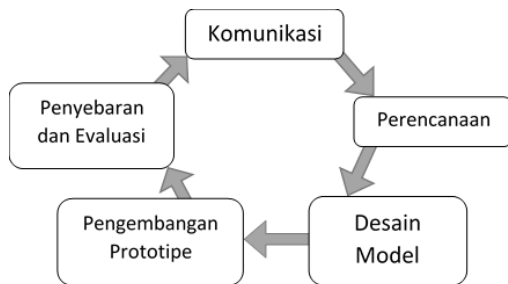 Komunikasi
Perencanaan
Desain
Model
Pengembangan
Prototipe
Penyebaran
dan Evaluasi